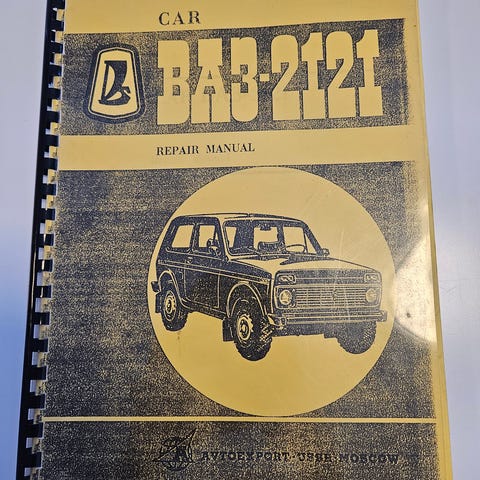 CAR
ВАЗ-2121
REPAIR MANUAL
AVTOEXPORT-USSR MOSCOW